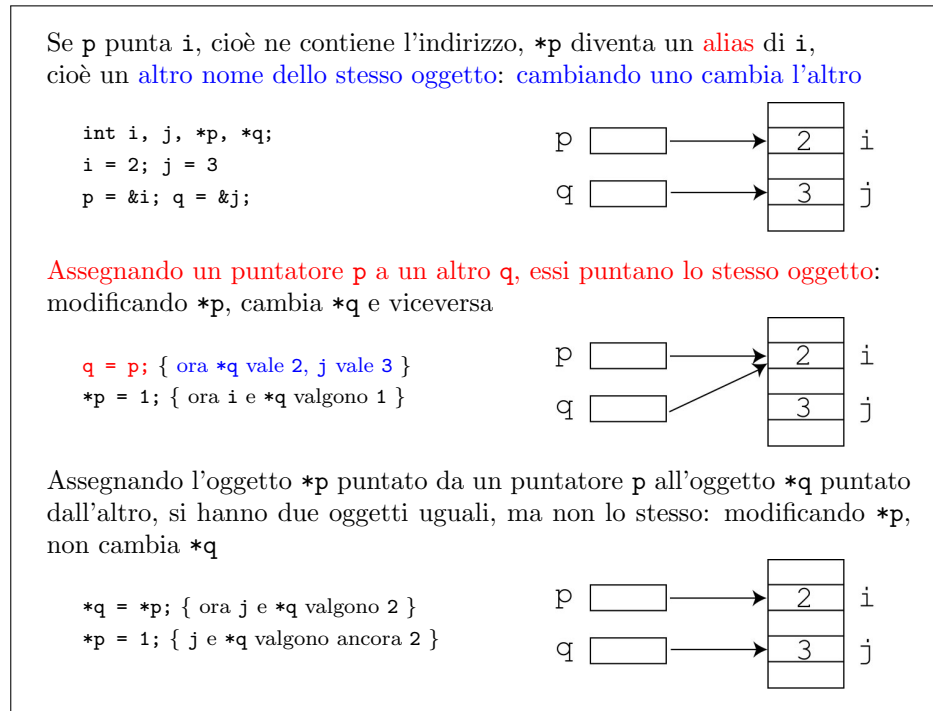 Se p punta i, cioè ne contiene l'indirizzo, *p diventa un alias di i,
cioè un altro nome dello stesso oggetto: cambiando uno cambia l'altro
int i, j, *p, *q;
i = 2; j = 3
p = &i; q = &j;
p 2 i
q 3 j
Assegnando un puntatore p a un altro q, essi puntano lo stesso oggetto:
modificando *p, cambia *q e viceversa
q = p; { ora *q vale 2, j vale 3 }
*p = 1; { ora i e *q valgono 1 }
p 2 i
q 3 j
Assegnando l'oggetto *p puntato da un puntatore p all'oggetto *q puntato
dall'altro, si hanno due oggetti uguali, ma non lo stesso: modificando *p,
non cambia *q
*q = *p; { ora j e *q valgono 2 }
*p = 1; { j e *q valgono ancora 2 }
p 2 i
q 3 j